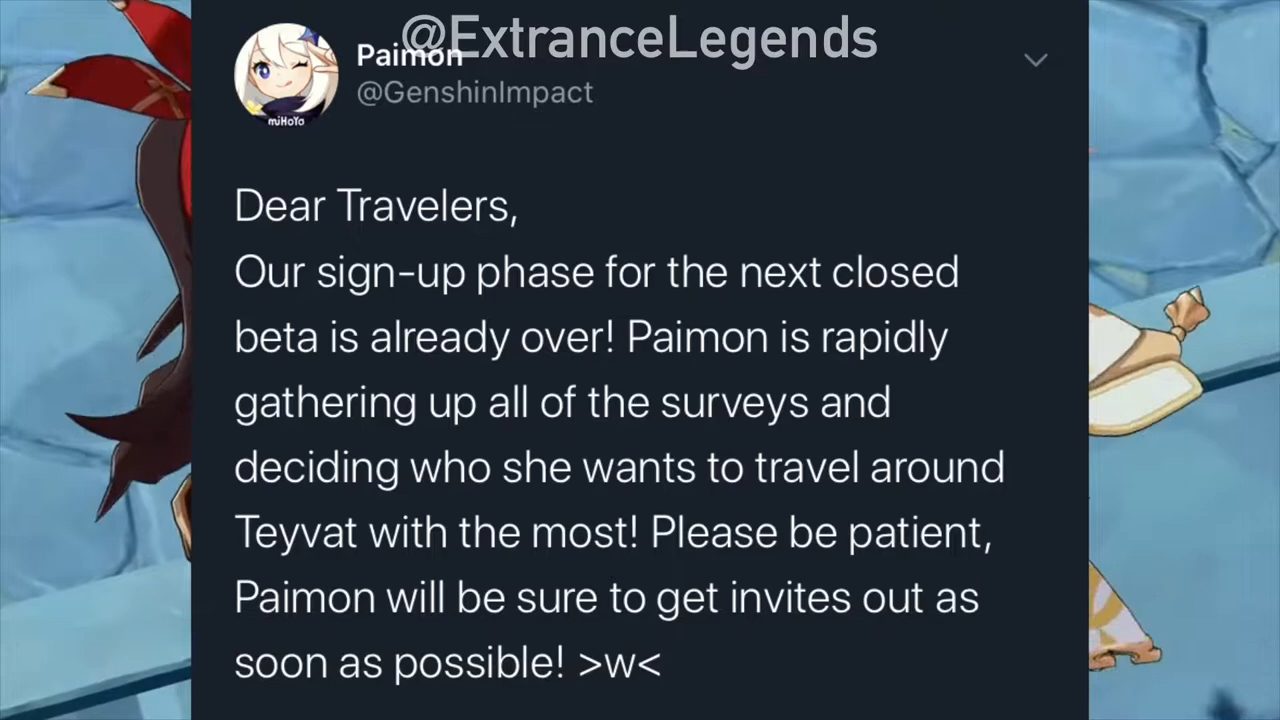 @ExtranceLegends
Paimon
@GenshinImpact
miHoYo
Dear Travelers,
Our sign-up phase for the next closed
beta is already over! Paimon is rapidly
gathering up all of the surveys and
deciding who she wants to travel around
Teyvat with the most! Please be patient,
Paimon will be sure to get invites out as
soon as possible! >w<